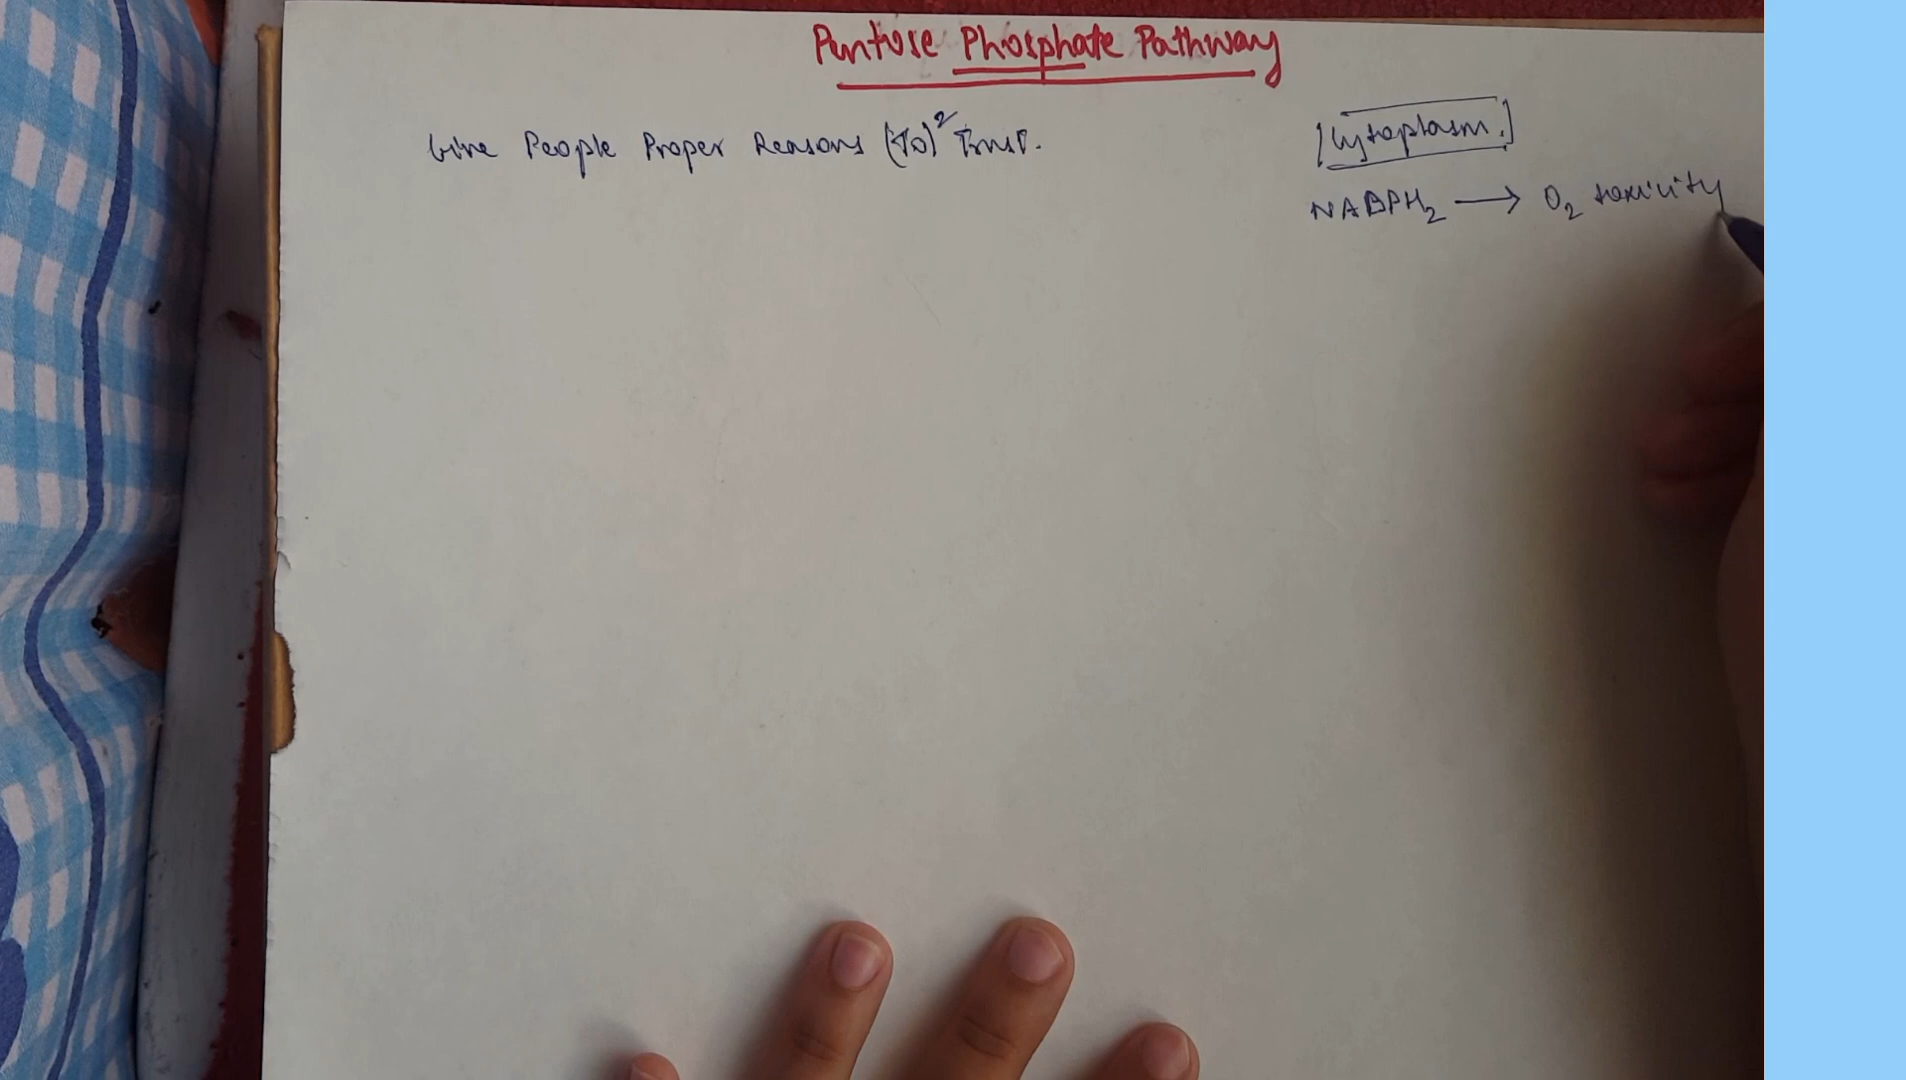 Pentose Phosphate Pathway
Give People Proper Reasons (To)² Trust.
[Cytoplasm.]
NADPH₂ → O₂ toxicity